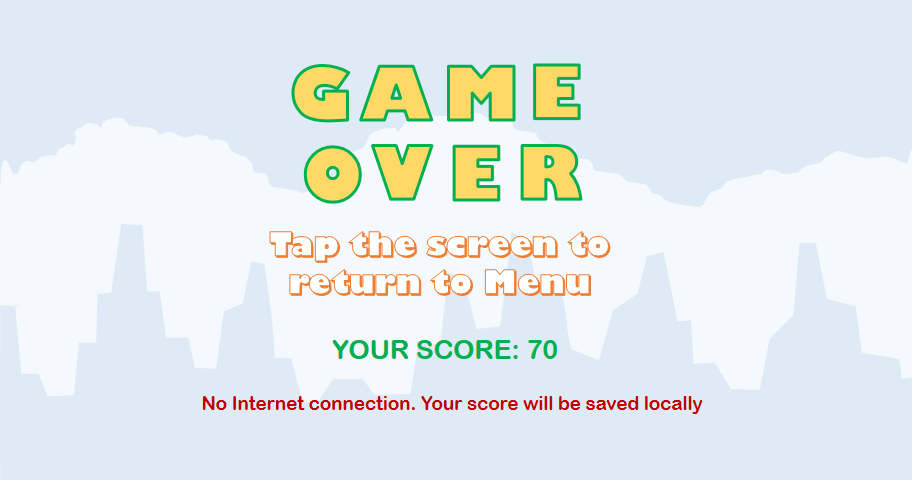 GAME
OVER
Tap the screen to
return to Menu
YOUR SCORE: 70
No Internet connection. Your score will be saved locally